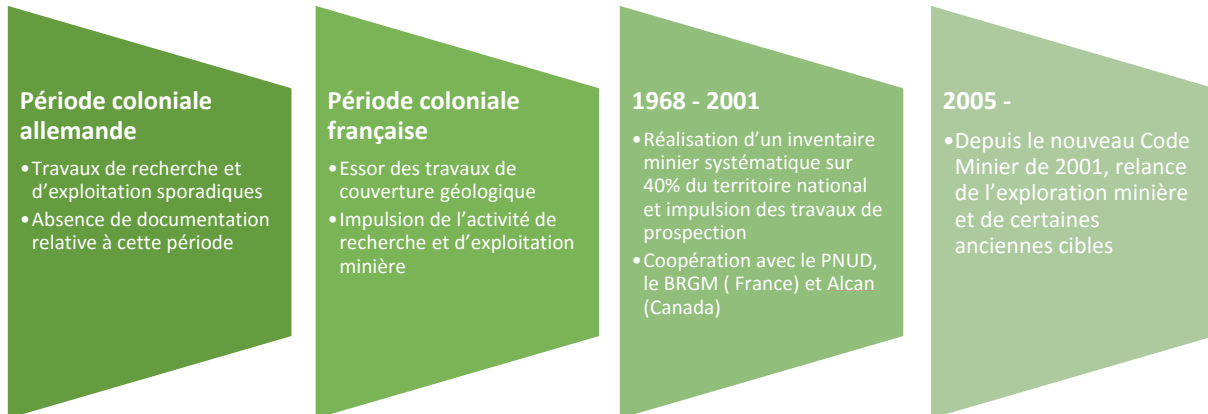 Période coloniale
allemande
•Travaux de recherche et
d’exploitation sporadiques
•Absence de documentation
relative à cette période
Période coloniale
française
•Essor des travaux de
couverture géologique
•Impulsion de l’activité de
recherche et d’exploitation
minière
1968 - 2001
•Réalisation d’un inventaire
minier systématique sur
40% du territoire national
et impulsion des travaux de
prospection
•Coopération avec le PNUD,
le BRGM ( France) et Alcan
(Canada)
2005 -
•Depuis le nouveau Code
Minier de 2001, relance
de l’exploration minière
et de certaines
anciennes cibles